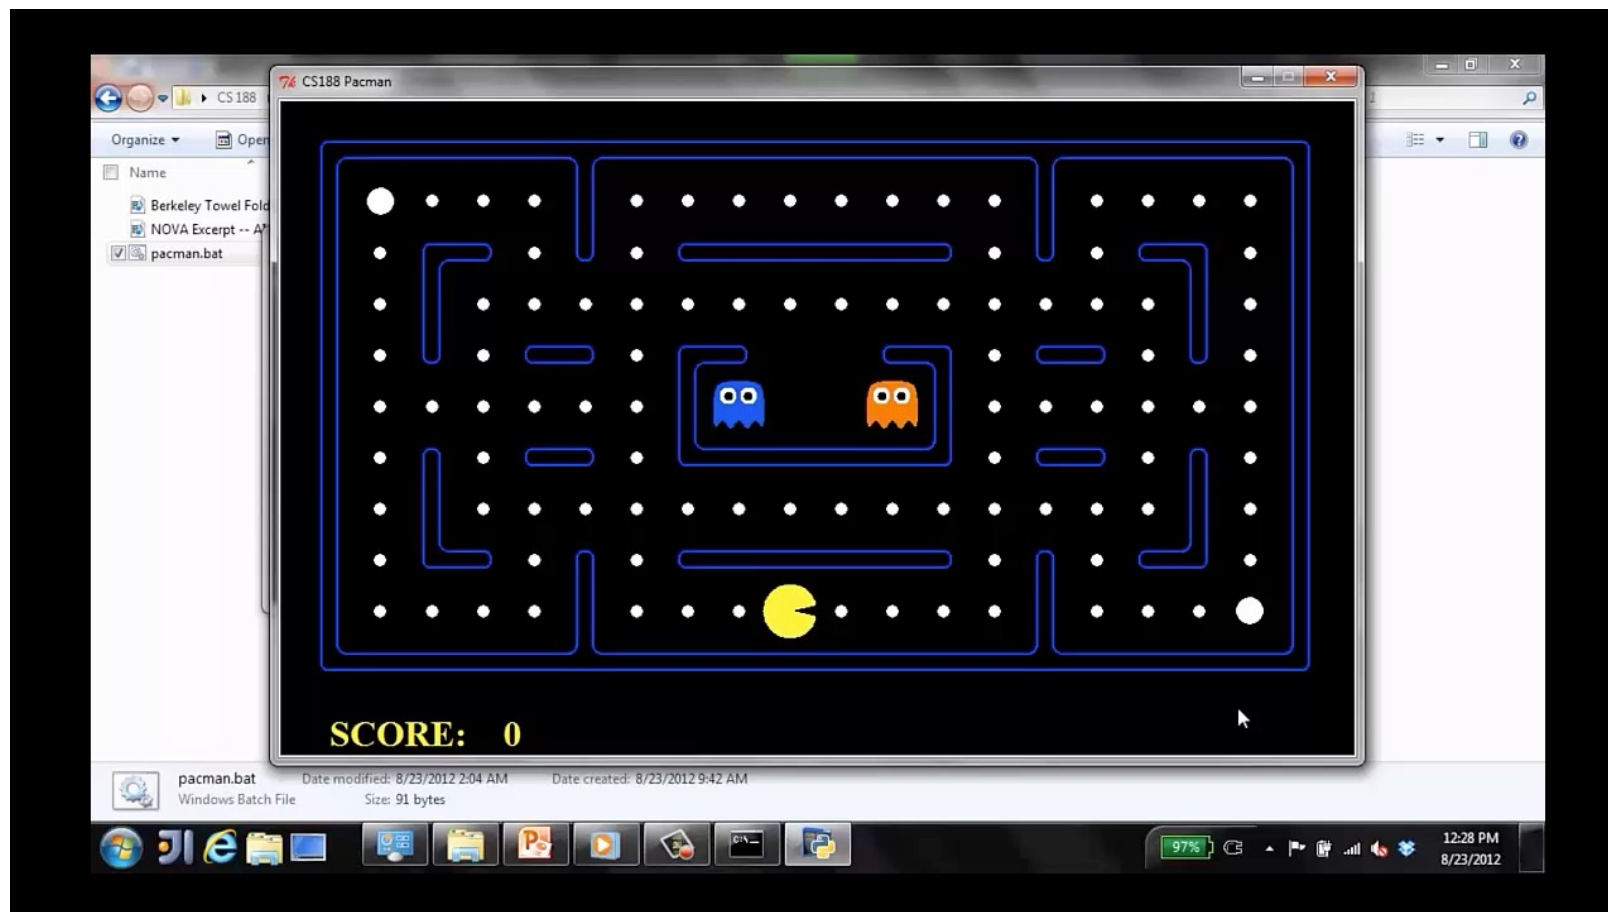 CS188 Pacman
CS188
Organize
Open
Name
Berkeley Towel Fold
NOVA Excerpt -- A
pacman.bat
SCORE: 0
pacman.bat Date modified: 8/23/2012 2:04 AM Date created: 8/23/2012 9:42 AM
Windows Batch File Size: 91 bytes
97% 12:28 PM
8/23/2012